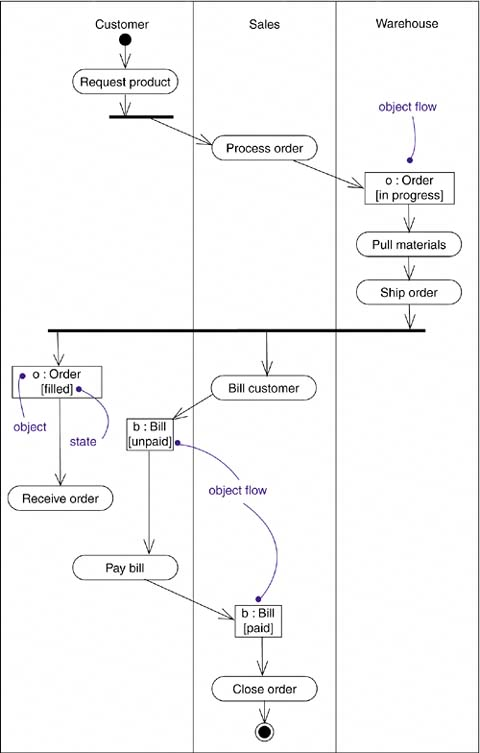 Customer
Sales
Warehouse
Request product
object flow
Process order
o : Order
[in progress]
Pull materials
Ship order
o : Order
[filled]
Bill customer
object
state
b : Bill
[unpaid]
object flow
Receive order
Pay bill
b : Bill
[paid]
Close order